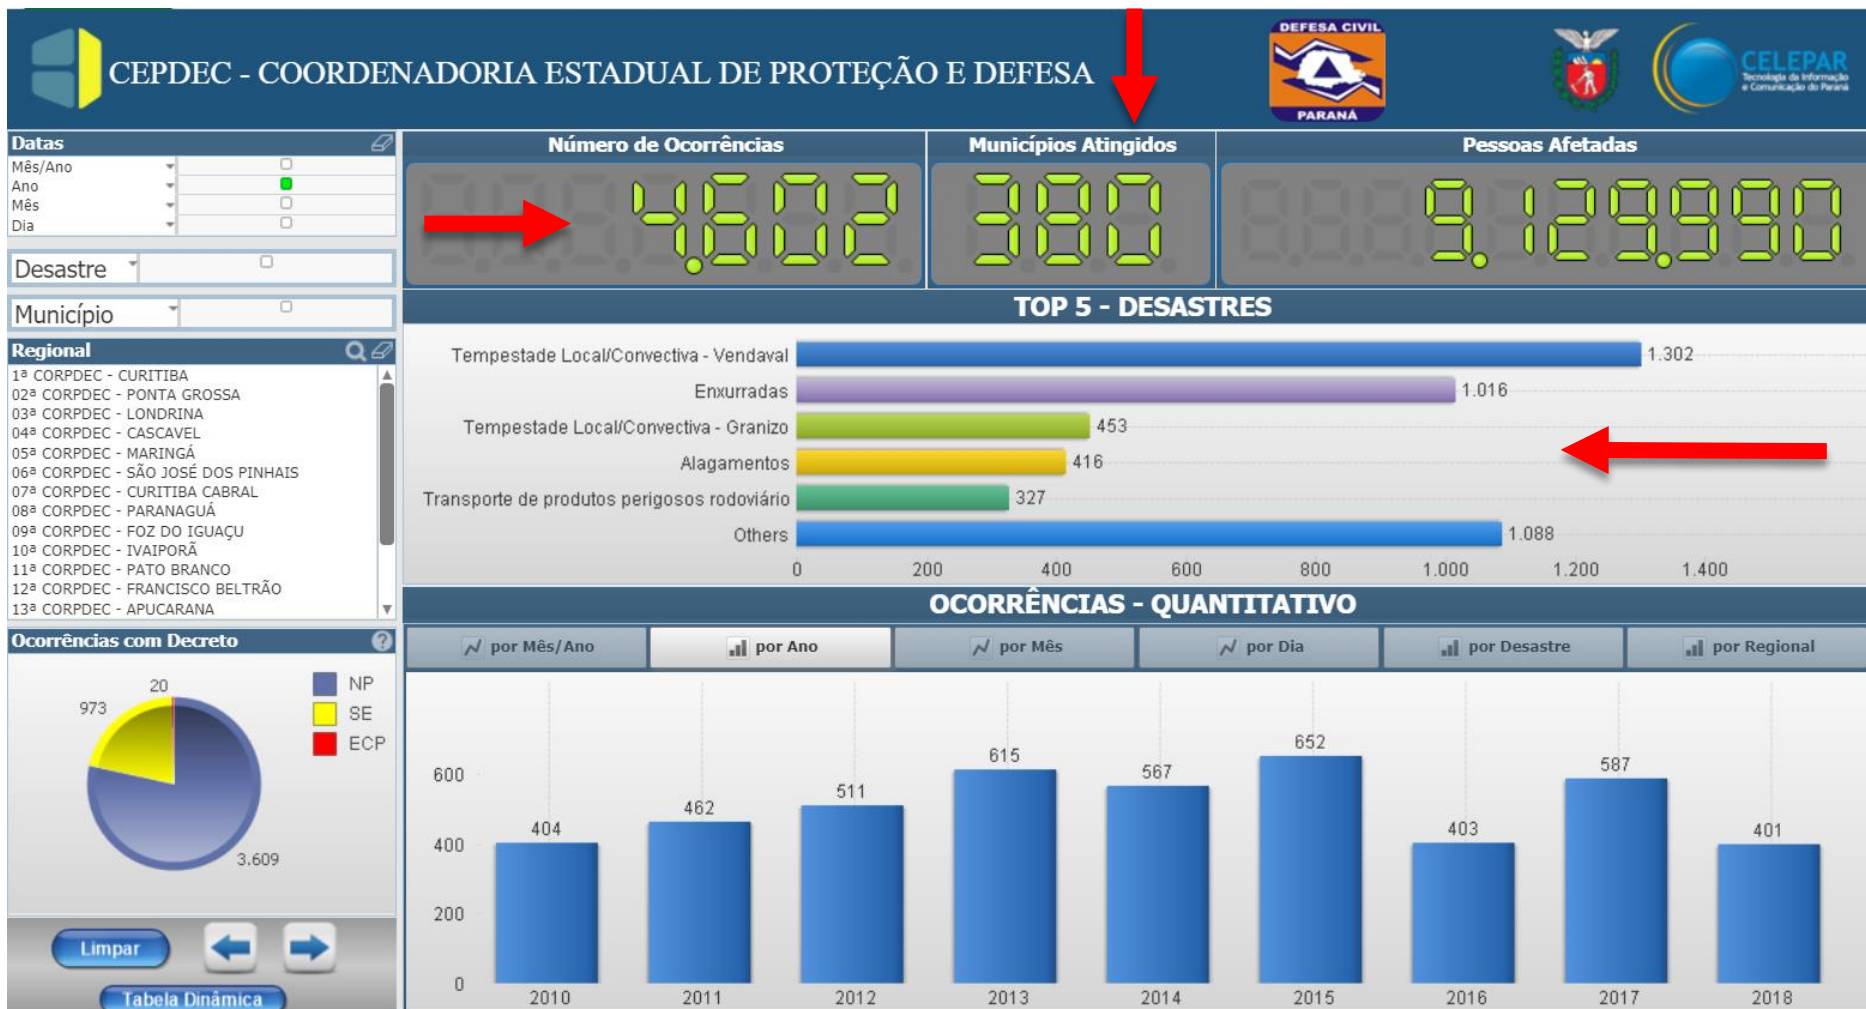 CEPDEC - COORDENADORIA ESTADUAL DE PROTEÇÃO E DEFESA
DEFESA CIVIL
PARANÁ
CELEPAR
Tecnologia da Informação
e Comunicação do Paraná
Datas
Mês/Ano
Ano
Mês
Dia
Desastre
Município
Regional
1ª CORPDEC - CURITIBA
02ª CORPDEC - PONTA GROSSA
03ª CORPDEC - LONDRINA
04ª CORPDEC - CASCAVEL
05ª CORPDEC - MARINGÁ
06ª CORPDEC - SÃO JOSÉ DOS PINHAIS
07ª CORPDEC - CURITIBA CABRAL
08ª CORPDEC - PARANAGUÁ
09ª CORPDEC - FOZ DO IGUAÇU
10ª CORPDEC - IVAIPORÃ
11ª CORPDEC - PATO BRANCO
12ª CORPDEC - FRANCISCO BELTRÃO
13ª CORPDEC - APUCARANA
Ocorrências com Decreto
?
20
973
3.609
NP
SE
ECP
Limpar
Tabela Dinâmica
Número de Ocorrências
4.602
Municípios Atingidos
380
Pessoas Afetadas
9.129.990
TOP 5 - DESASTRES
Tempestade Local/Convectiva - Vendaval 1.302
Enxurradas 1.016
Tempestade Local/Convectiva - Granizo 453
Alagamentos 416
Transporte de produtos perigosos rodoviário 327
Others 1.088
0 200 400 600 800 1.000 1.200 1.400
OCORRÊNCIAS - QUANTITATIVO
por Mês/Ano por Ano por Mês por Dia por Desastre por Regional
600
400
200
0
404 462 511 615 567 652 403 587 401
2010 2011 2012 2013 2014 2015 2016 2017 2018